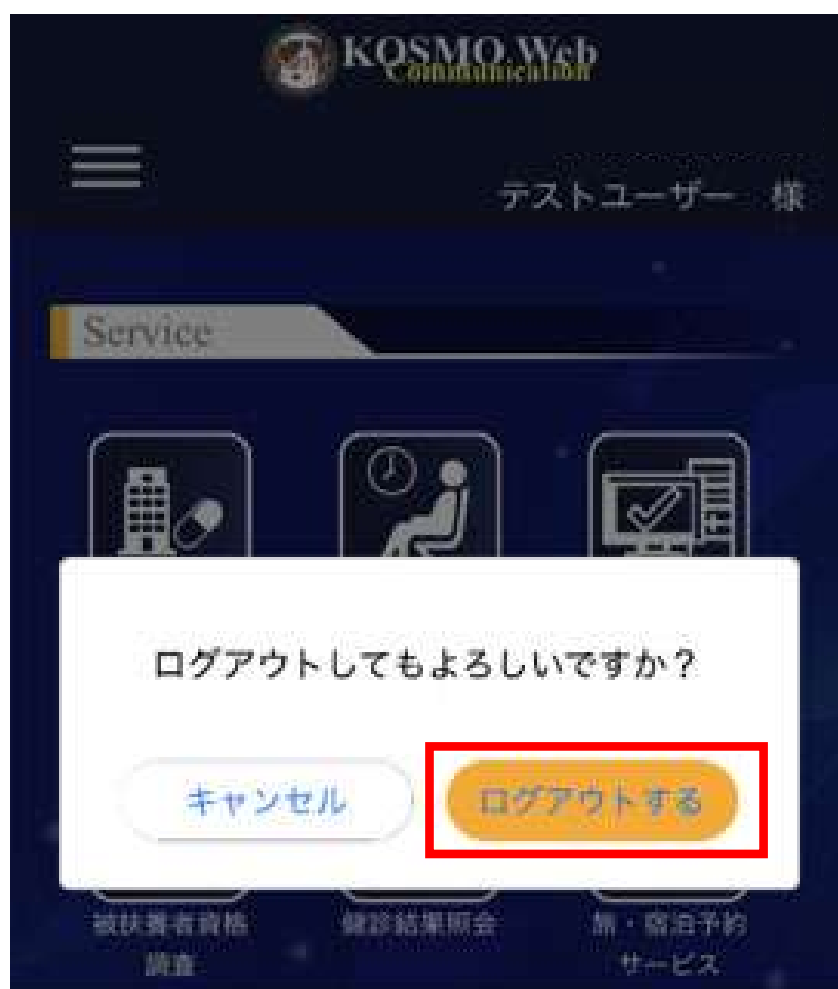 KOSMO Web
Communication
テストユーザー 様
Service
ログアウトしてもよろしいですか？
キャンセル
ログアウトする
被扶養者資格
調査
健診結果照会
旅・宿泊予約
サービス